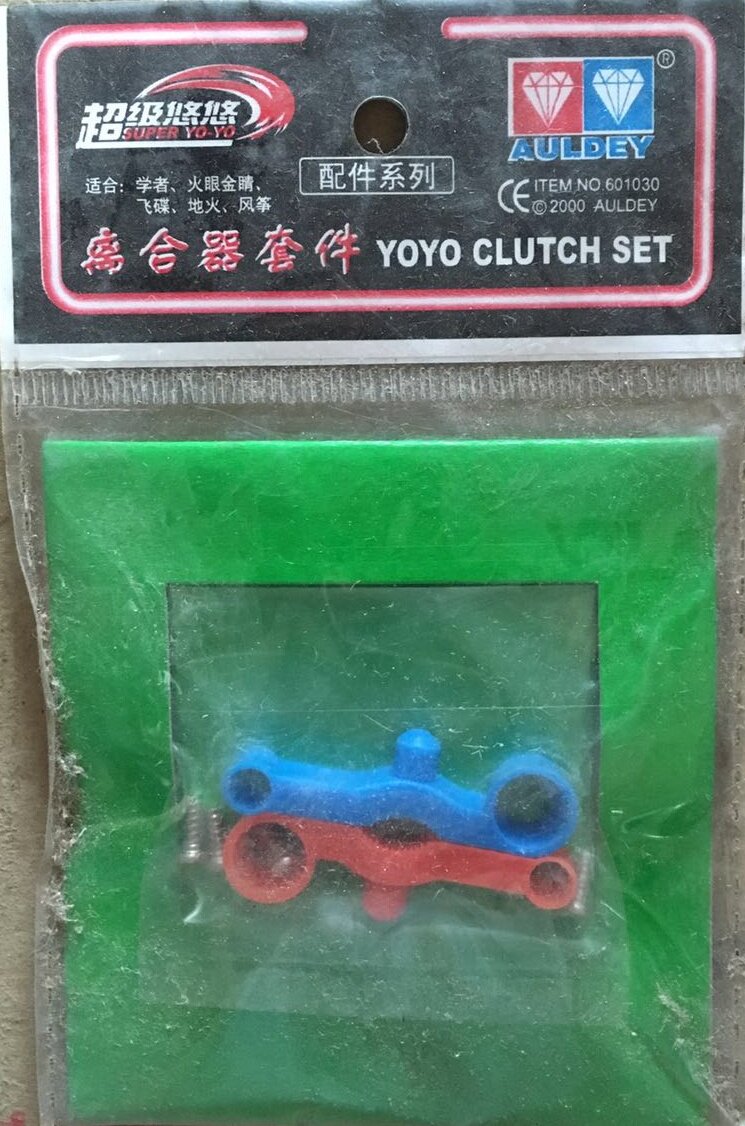 超级悠悠
SUPER YO-YO
®
AULDEY
适合：学者、火眼金睛、
飞碟、地火、风筝
配件系列
CE ITEM NO.601030
© 2000 AULDEY
离合器套件 YOYO CLUTCH SET